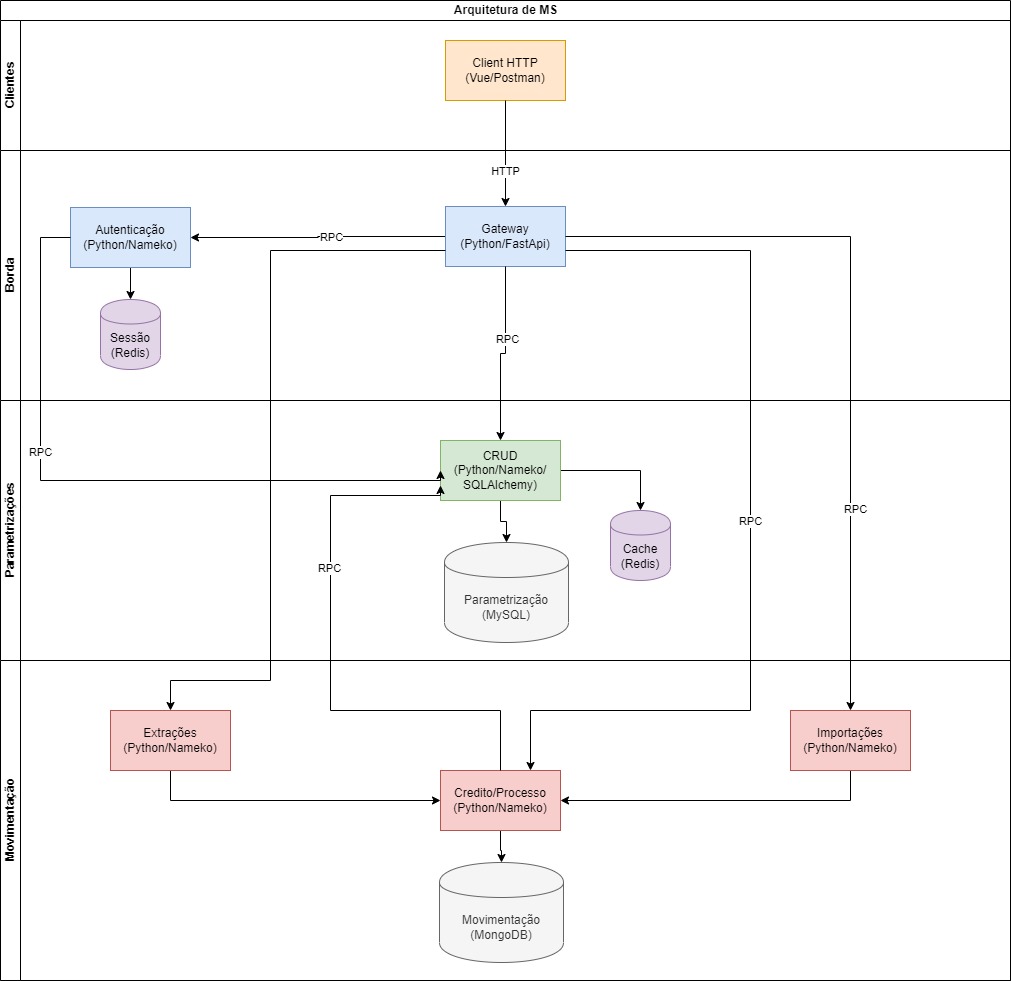 Arquitetura de MS
Clientes
Client HTTP
(Vue/Postman)
HTTP
Borda
Autenticação
(Python/Nameko)
RPC
Gateway
(Python/FastApi)
Sessão
(Redis)
RPC
Parametrizações
RPC
CRUD
(Python/Nameko/
SQLAlchemy)
RPC
RPC
RPC
Cache
(Redis)
Parametrização
(MySQL)
Movimentação
Extrações
(Python/Nameko)
Importações
(Python/Nameko)
Credito/Processo
(Python/Nameko)
Movimentação
(MongoDB)